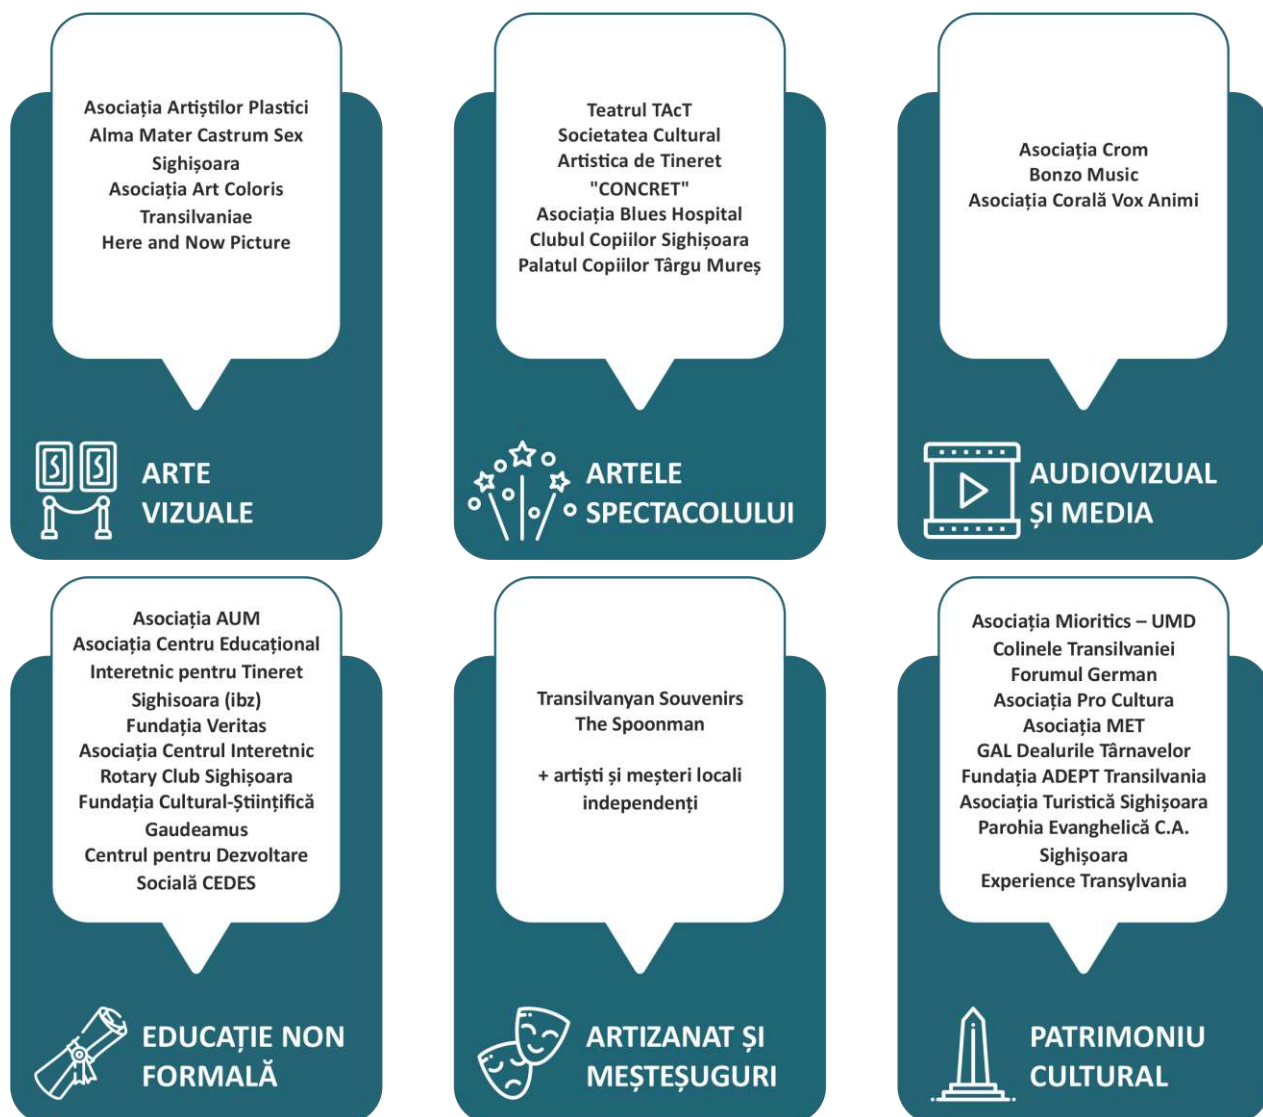 Asociația Artiștilor Plastici
Alma Mater Castrum Sex
Sighișoara
Asociația Art Coloris
Transilvaniae
Here and Now Picture
ARTE
VIZUALE
Teatrul TAcT
Societatea Cultural
Artistica de Tineret
"CONCRET"
Asociația Blues Hospital
Clubul Copiilor Sighișoara
Palatul Copiilor Târgu Mureș
ARTELE
SPECTACOLULUI
Asociația Crom
Bonzo Music
Asociația Corală Vox Animi
AUDIOVIZUAL
ȘI MEDIA
Asociația AUM
Asociația Centru Educațional
Interetnic pentru Tineret
Sighisoara (ibz)
Fundația Veritas
Asociația Centrul Interetnic
Rotary Club Sighișoara
Fundația Cultural-Științifică
Gaudeamus
Centrul pentru Dezvoltare
Socială CEDES
EDUCAȚIE NON
FORMALĂ
Transilvanyan Souvenirs
The Spoonman
+ artiști și meșteri locali
independenți
ARTIZANAT ȘI
MEȘTEȘUGURI
Asociația Mioritics – UMD
Colinele Transilvaniei
Forumul German
Asociația Pro Cultura
Asociația MET
GAL Dealurile Târnavelor
Fundația ADEPT Transilvania
Asociația Turistică Sighișoara
Parohia Evanghelică C.A.
Sighișoara
Experience Transylvania
PATRIMONIU
CULTURAL